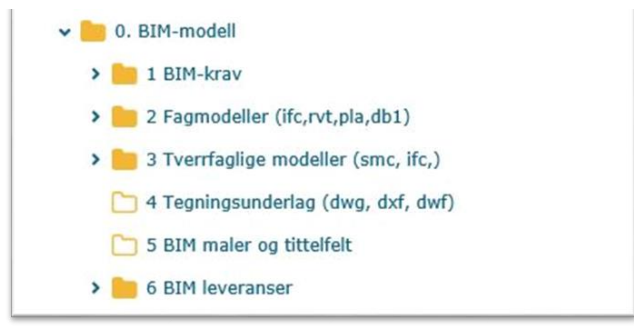 0. BIM-modell
1 BIM-krav
2 Fagmodeller (ifc,rvt,pla,db1)
3 Tverrfaglige modeller (smc, ifc,)
4 Tegningsunderlag (dwg, dxf, dwf)
5 BIM maler og tittelfelt
6 BIM leveranser